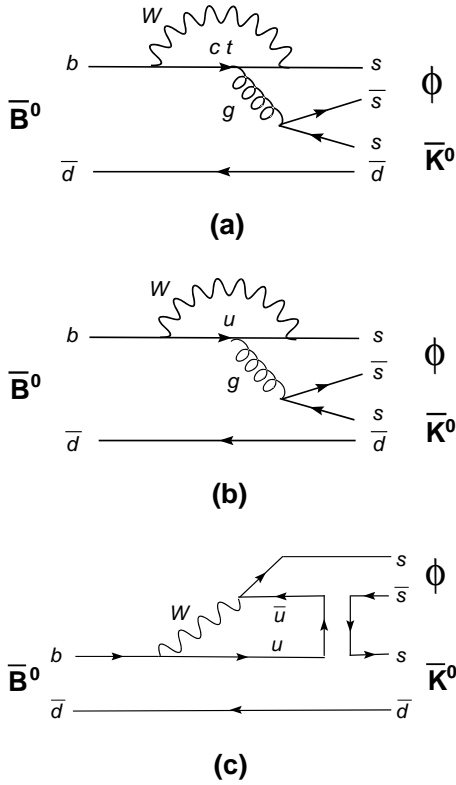 W
b c t s
s̅ ϕ
B̅⁰ g
s K̅⁰
d̅ d̅
(a)
W
b u s
s̅ ϕ
B̅⁰ g
s K̅⁰
d̅ d̅
(b)
s
ϕ
W s̅
u̅
b u s
B̅⁰ K̅⁰
d̅ d̅
(c)